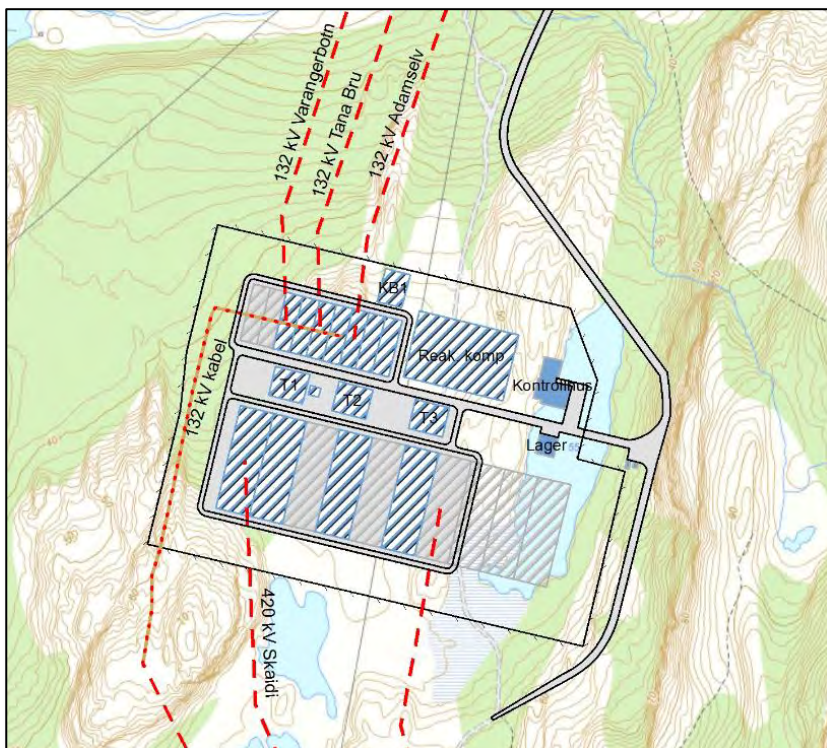 132 kV Varangerbotn
132 kV Tana Bru
132 kV Adamselv
KB1
Reak komp
Kontrollhus
T1
T2
T3
Lager
132 kV kabel
420 kV Skaidi